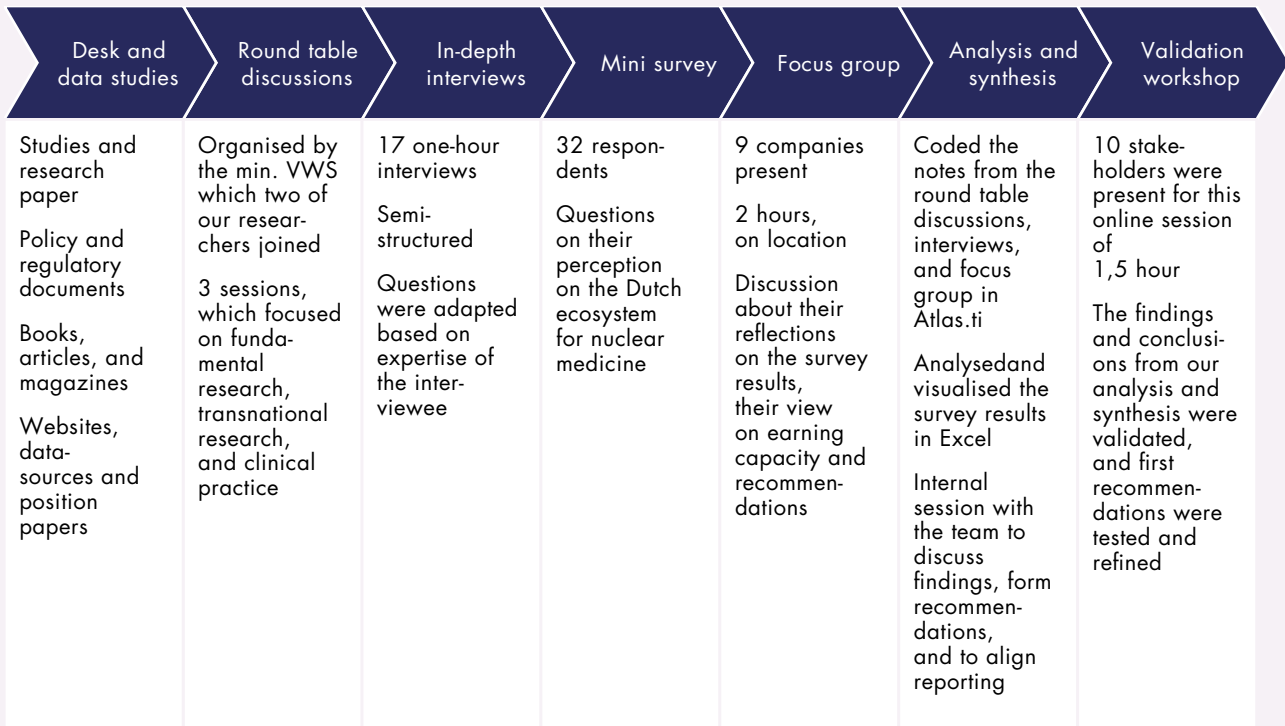 Desk and
data studies
Round table
discussions
In-depth
interviews
Mini survey
Focus group
Analysis and
synthesis
Validation
workshop
Studies and
research
paper
Policy and
regulatory
documents
Books,
articles, and
magazines
Websites,
data-
sources and
position
papers
Organised by
the min. VWS
which two of
our resear-
chers joined
3 sessions,
which focused
on funda-
mental
research,
transnational
research,
and clinical
practice
17 one-hour
interviews
Semi-
structured
Questions
were adapted
based on
expertise of
the inter-
viewee
32 respon-
dents
Questions
on their
perception
on the Dutch
ecosystem
for nuclear
medicine
9 companies
present
2 hours,
on location
Discussion
about their
reflections
on the survey
results,
their view
on earning
capacity and
recommen-
dations
Coded the
notes from the
round table
discussions,
interviews,
and focus
group in
Atlas.ti
Analysedand
visualised the
survey results
in Excel
Internal
session with
the team to
discuss
findings, form
recommen-
dations,
and to align
reporting
10 stake-
holders were
present for this
online session
of
1,5 hour
The findings
and conclusi-
ons from our
analysis and
synthesis were
validated,
and first
recommen-
dations were
tested and
refined